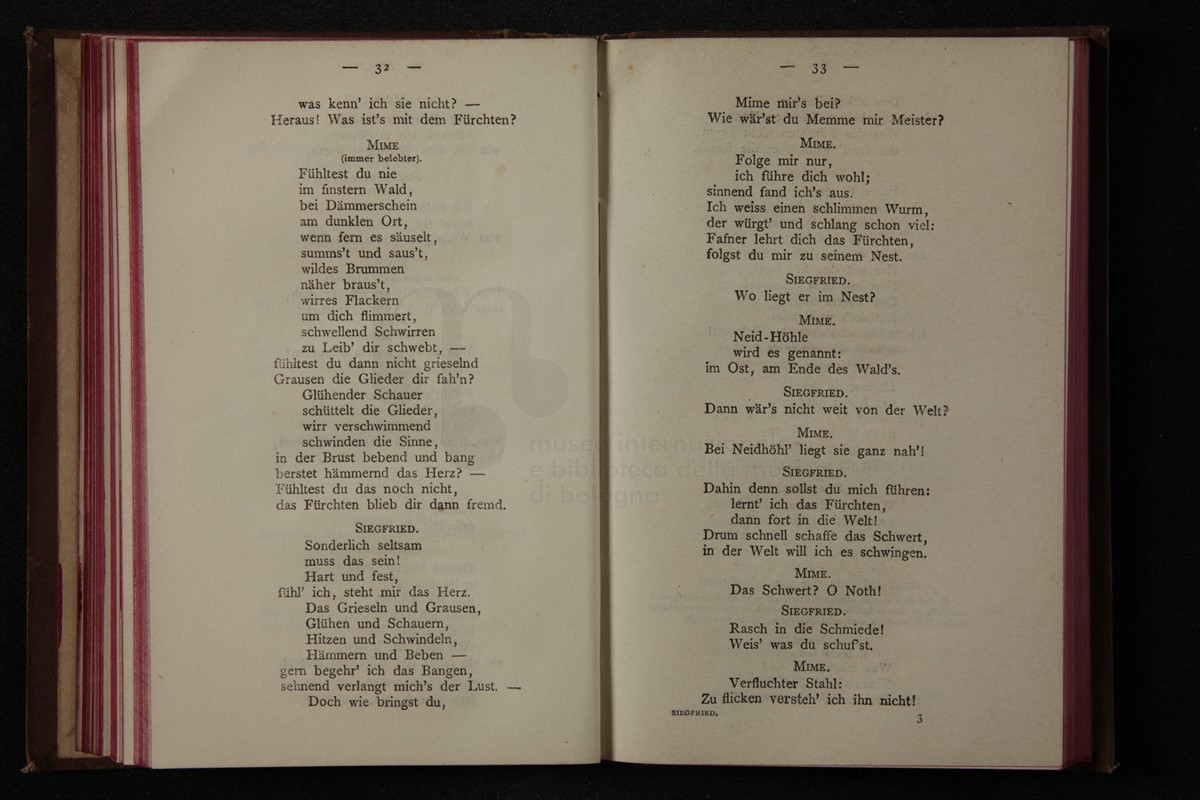 — 32 —
was kenn' ich sie nicht? —
Heraus! Was ist's mit dem Fürchten?
MIME
(immer belebter).
Fühltest du nie
im finstern Wald,
bei Dämmerschein
am dunklen Ort,
wenn fern es säuselt,
summs't und saus't,
wildes Brummen
näher braus't,
wirres Flackern
um dich flimmert,
schwellend Schwirren
zu Leib' dir schwebt, —
fühltest du dann nicht grieselnd
Grausen die Glieder dir fah'n?
Glühender Schauer
schüttelt die Glieder,
wirr verschwimmend
schwinden die Sinne,
in der Brust bebend und bang
berstet hämmernd das Herz? —
Fühltest du das noch nicht,
das Fürchten blieb dir dann fremd.
SIEGFRIED.
Sonderlich seltsam
muss das sein!
Hart und fest,
fühl' ich, steht mir das Herz.
Das Grieseln und Grausen,
Glühen und Schauern,
Hitzen und Schwindeln,
Hämmern und Beben —
gern begehr' ich das Bangen,
sehnend verlangt mich's der Lust. —
Doch wie bringst du,
— 33 —
Mime mir's bei?
Wie wär'st du Memme mir Meister?
MIME.
Folge mir nur,
ich führe dich wohl;
sinnend fand ich's aus.
Ich weiss einen schlimmen Wurm,
der würgt' und schlang schon viel:
Fafner lehrt dich das Fürchten,
folgst du mir zu seinem Nest.
SIEGFRIED.
Wo liegt er im Nest?
MIME.
Neid-Höhle
wird es genannt:
im Ost, am Ende des Wald's.
SIEGFRIED.
Dann wär's nicht weit von der Welt?
MIME.
Bei Neidhöhl' liegt sie ganz nah'!
SIEGFRIED.
Dahin denn sollst du mich führen:
lernt' ich das Fürchten,
dann fort in die Welt!
Drum schnell schaffe das Schwert,
in der Welt will ich es schwingen.
MIME.
Das Schwert? O Noth!
SIEGFRIED.
Rasch in die Schmiede!
Weis' was du schuf'st.
MIME.
Verfluchter Stahl:
Zu flicken versteh' ich ihn nicht!
SIEGFRIED.
3
museo interna
e biblioteca della mu
di bologna